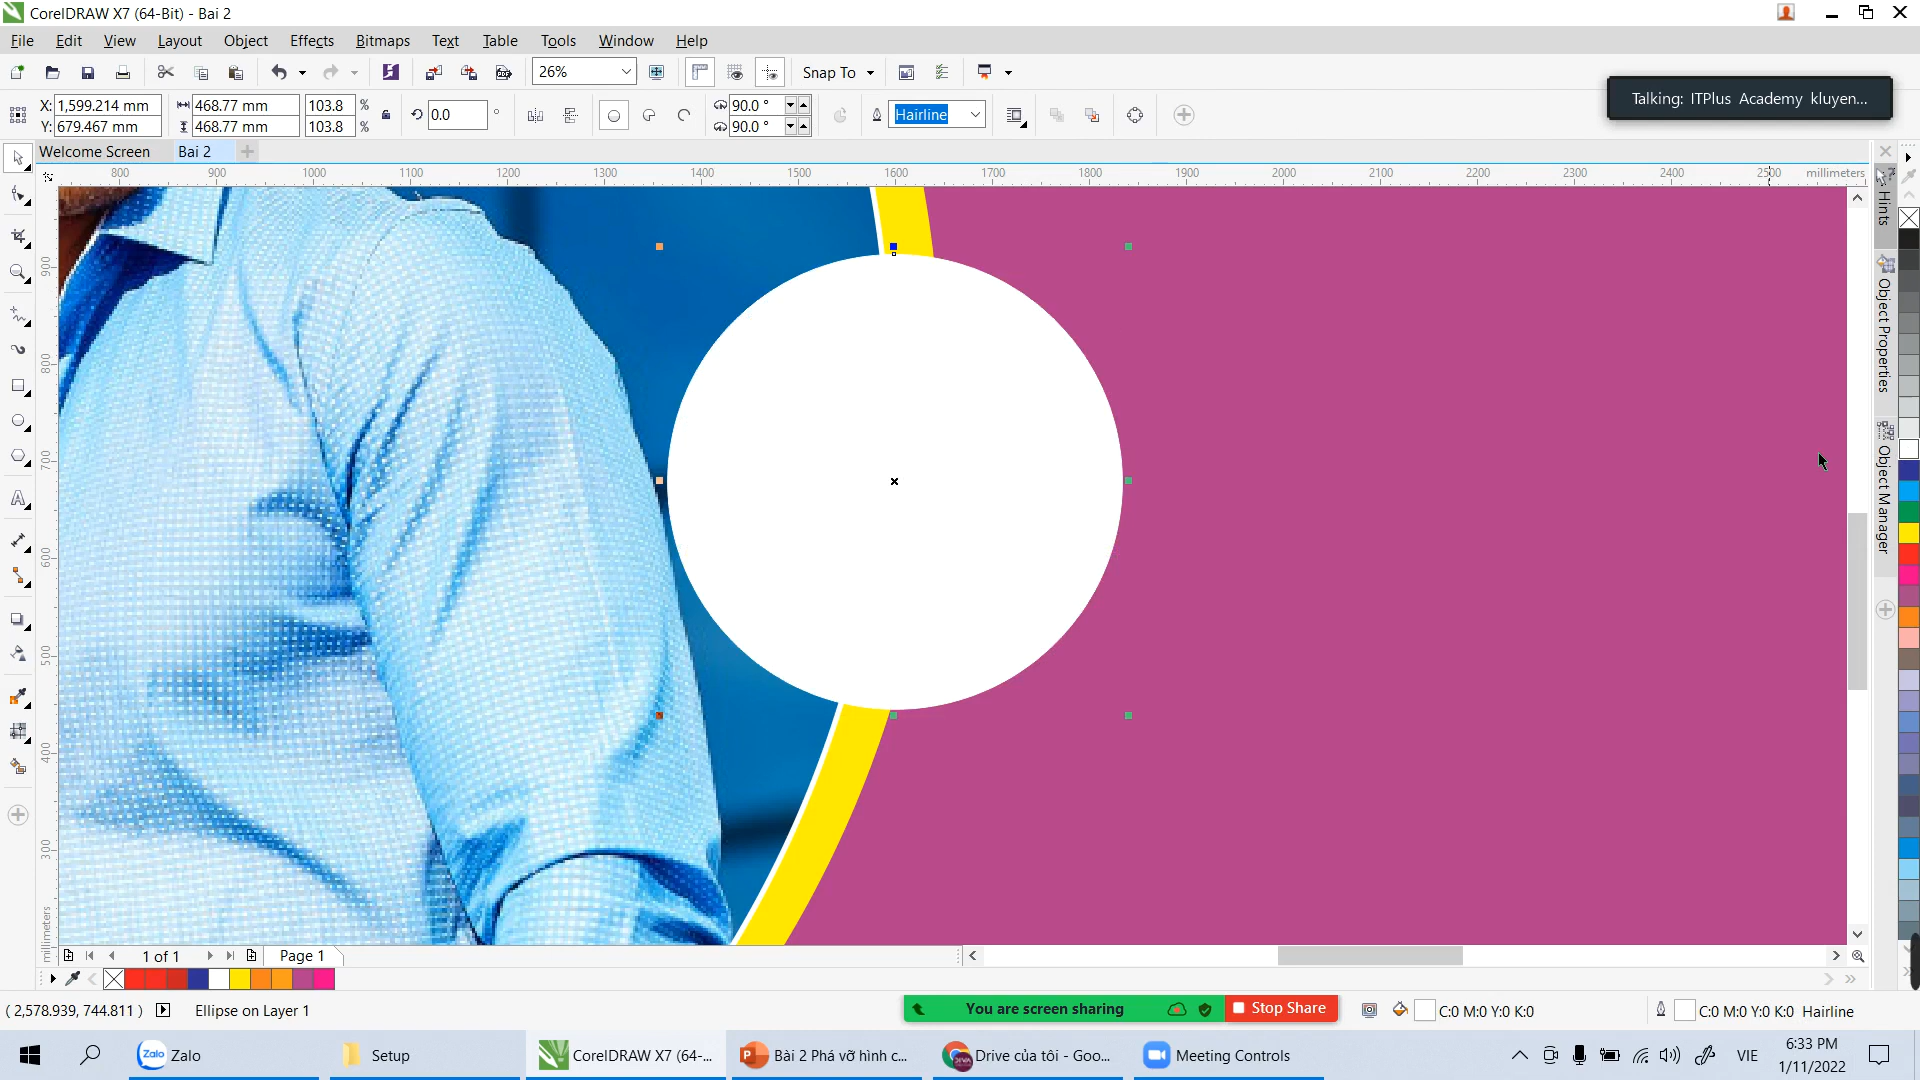 CorelDRAW X7 (64-Bit) - Bai 2
File Edit View Layout Object Effects Bitmaps Text Table Tools Window Help
26% Snap To
X: 1,599.214 mm 468.77 mm 103.8 % 0.0 ° 90.0 ° Hairline
Y: 679.467 mm 468.77 mm 103.8 % 90.0 °
Talking: ITPlus Academy kluyen...
Welcome Screen Bai 2
800 900 1000 1100 1200 1300 1400 1500 1600 1700 1800 1900 2000 2100 2200 2300 2400 2500 millimeters
900
800
700
600
500
400
300
millimeters
Hints
Object Properties
Object Manager
1 of 1 Page 1
( 2,578.939, 744.811 ) Ellipse on Layer 1 You are screen sharing Stop Share C:0 M:0 Y:0 K:0 C:0 M:0 Y:0 K:0 Hairline
Zalo Zalo Setup CorelDRAW X7 (64-... Bài 2 Phá vỡ hình c... Drive của tôi - Goo... Meeting Controls VIE 6:33 PM
1/11/2022